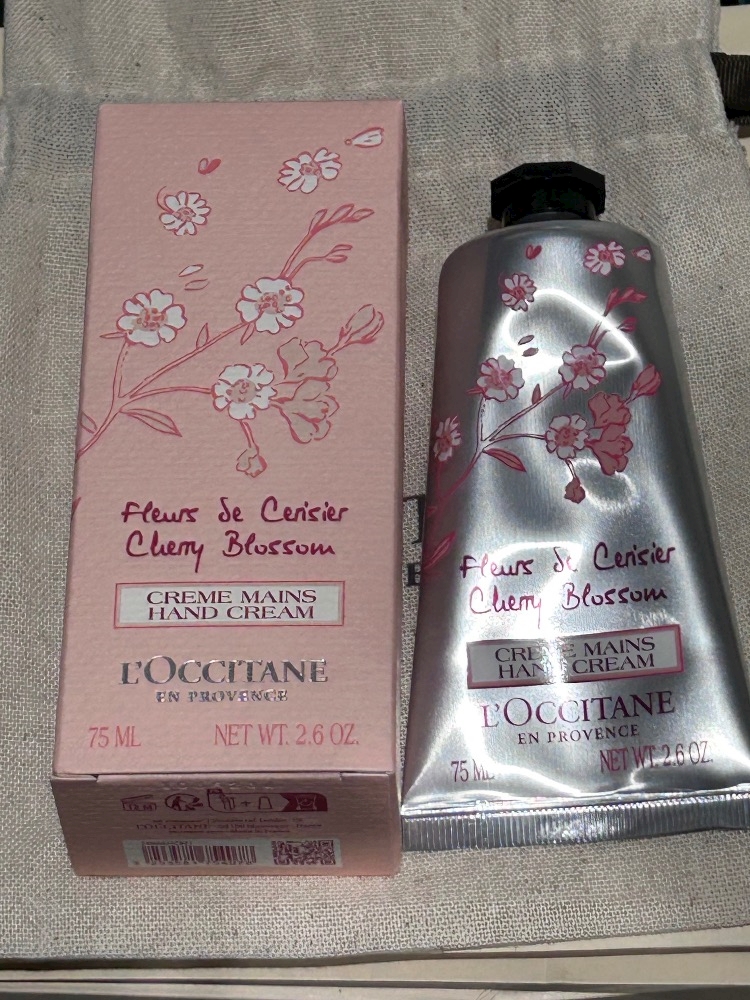 Fleurs de Cerisier
Cherry Blossom
CREME MAINS
HAND CREAM
L'OCCITANE
EN PROVENCE
75 ML NET WT. 2.6 OZ.
12 M
L'OCCITANE
Fleurs de Cerisier
Cherry Blossom
CRÈME MAINS
HAND CREAM
L'OCCITANE
EN PROVENCE
75 ML NET WT. 2.6 OZ.